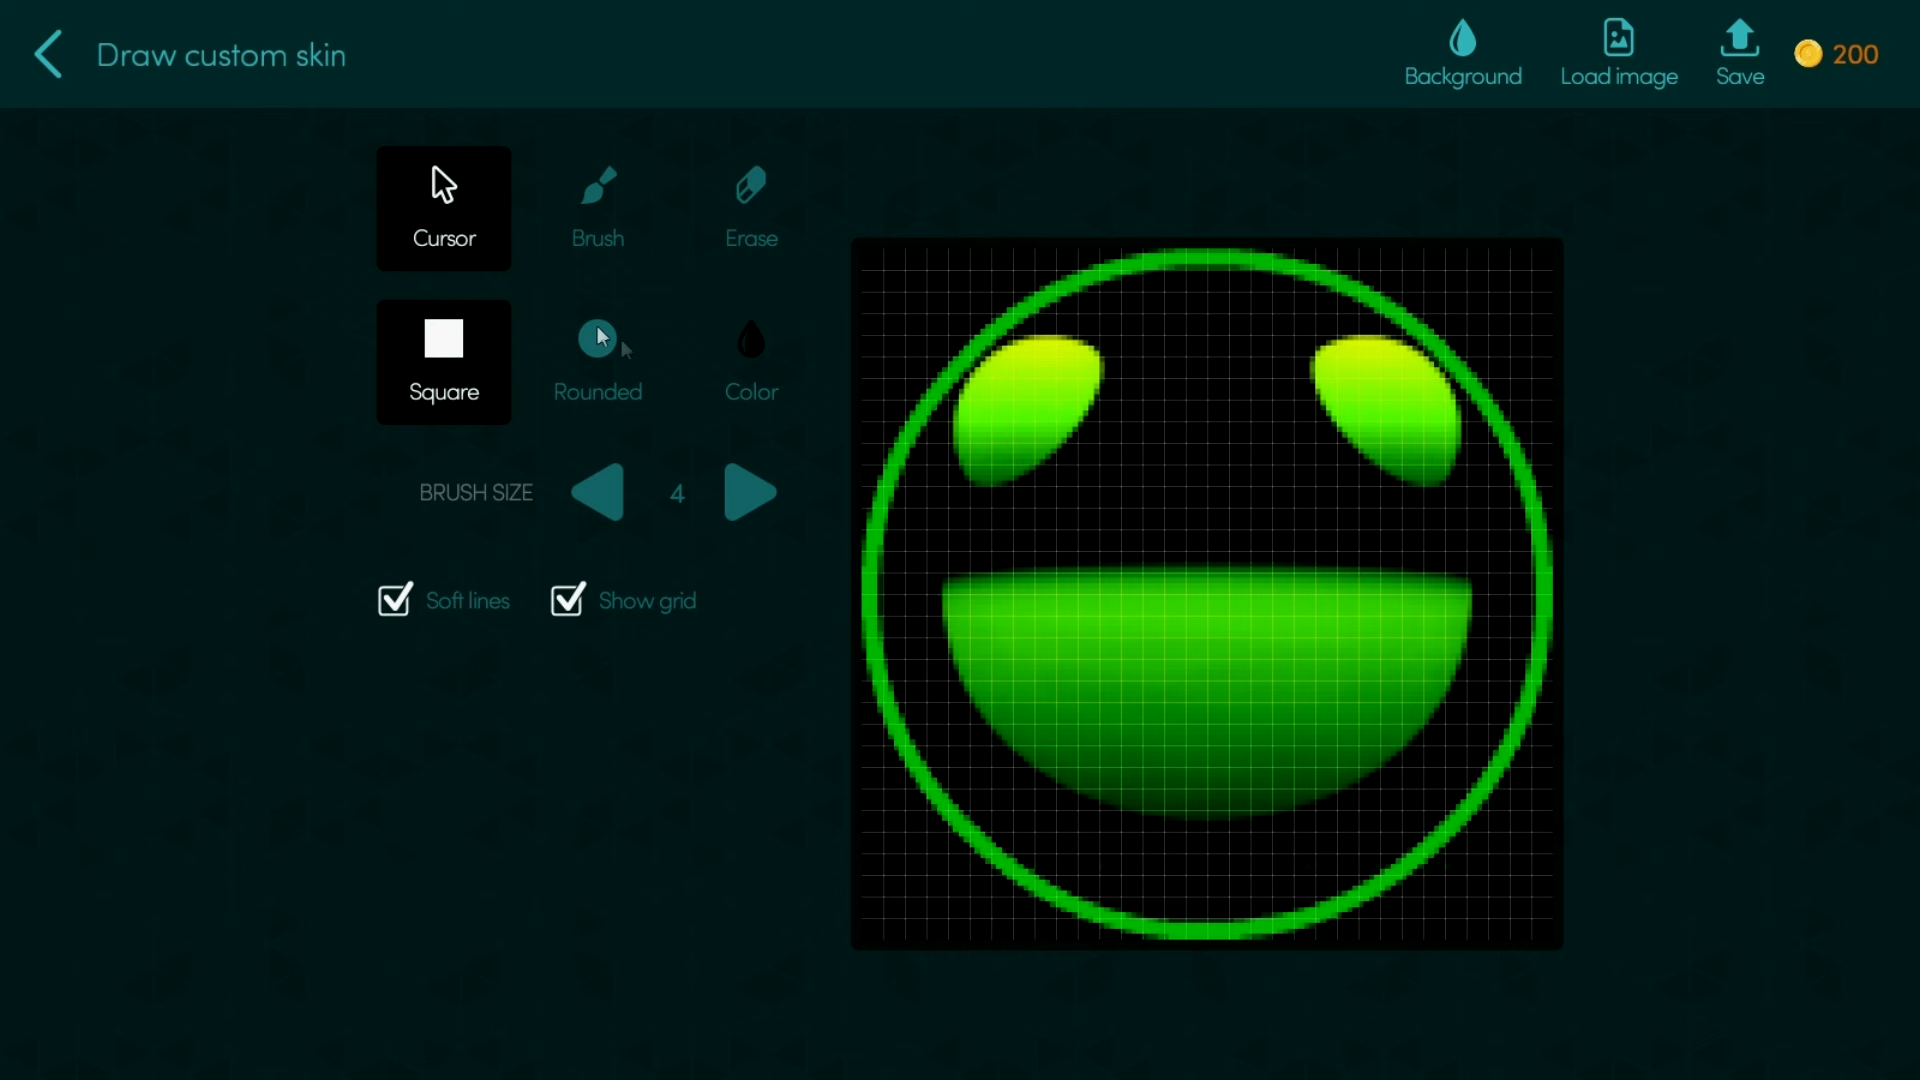 Draw custom skin
Background
Load image
Save
200
Cursor
Brush
Erase
Square
Rounded
Color
BRUSH SIZE
4
Soft lines
Show grid